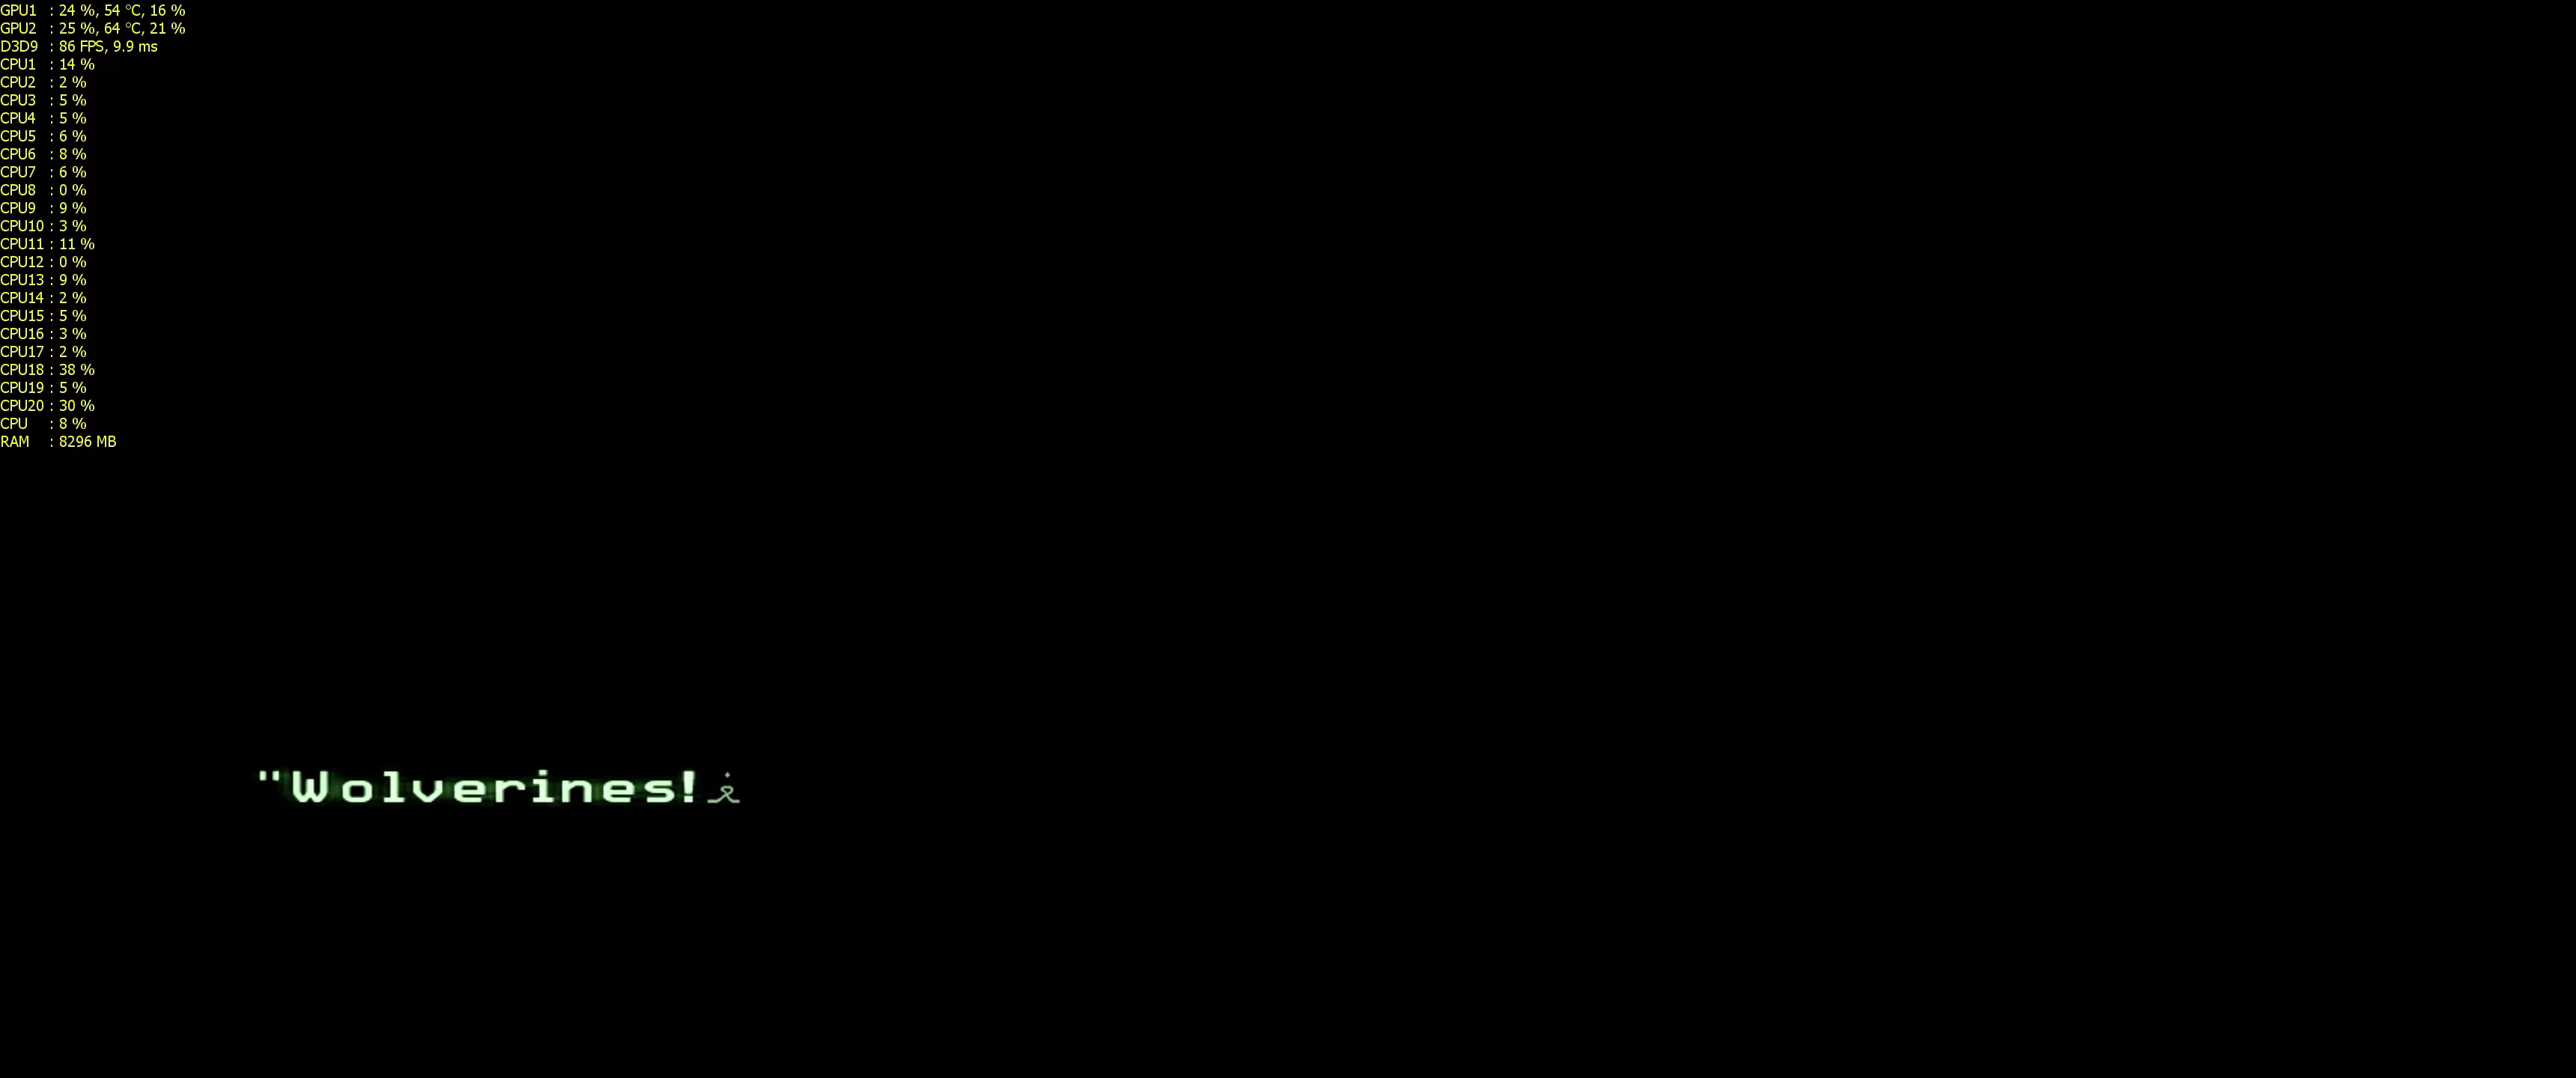 GPU1 : 24 %, 54 °C, 16 %
GPU2 : 25 %, 64 °C, 21 %
D3D9 : 86 FPS, 9.9 ms
CPU1 : 14 %
CPU2 : 2 %
CPU3 : 5 %
CPU4 : 5 %
CPU5 : 6 %
CPU6 : 8 %
CPU7 : 6 %
CPU8 : 0 %
CPU9 : 9 %
CPU10 : 3 %
CPU11 : 11 %
CPU12 : 0 %
CPU13 : 9 %
CPU14 : 2 %
CPU15 : 5 %
CPU16 : 3 %
CPU17 : 2 %
CPU18 : 38 %
CPU19 : 5 %
CPU20 : 30 %
CPU : 8 %
RAM : 8296 MB
"Wolverines!